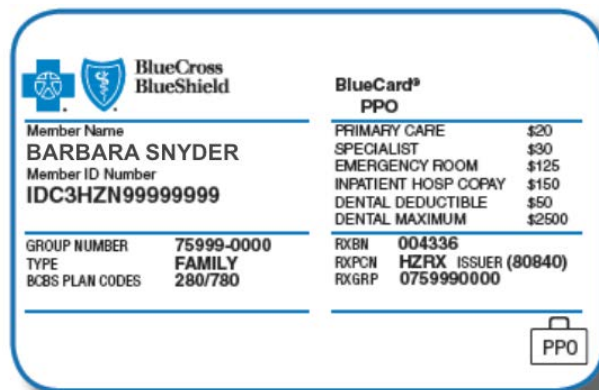 BlueCross
BlueShield
Member Name
BARBARA SNYDER
Member ID Number
IDC3HZN99999999
GROUP NUMBER 75999-0000
TYPE FAMILY
BCBS PLAN CODES 280/780
BlueCard®
PPO
PRIMARY CARE $20
SPECIALIST $30
EMERGENCY ROOM $125
INPATIENT HOSP COPAY $150
DENTAL DEDUCTIBLE $50
DENTAL MAXIMUM $2500
RXBN 004336
RXPCN HZRX ISSUER (80840)
RXGRP 0759990000
PPO